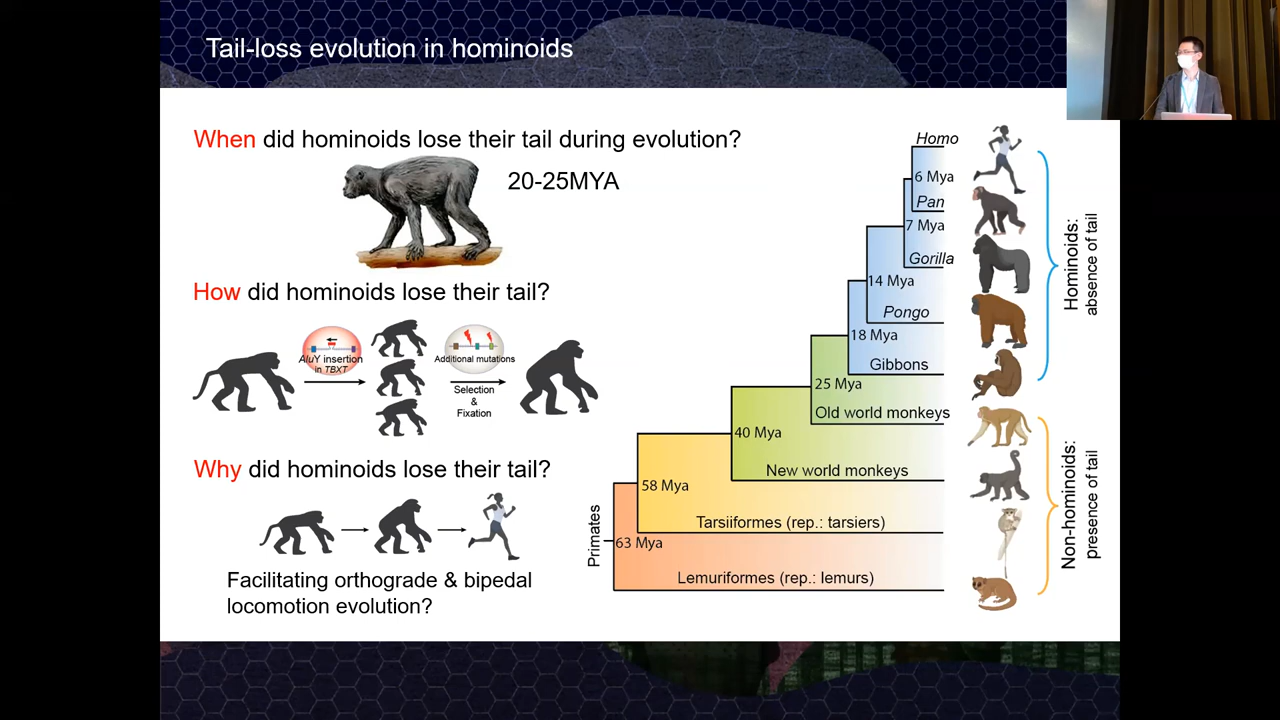 Tail-loss evolution in hominoids
When did hominoids lose their tail during evolution?
20-25MYA
How did hominoids lose their tail?
AluY insertion
in TBXT
Additional mutations
Selection
&
Fixation
Why did hominoids lose their tail?
Facilitating orthograde & bipedal
locomotion evolution?
Homo
6 Mya
Pan
7 Mya
Gorilla
14 Mya
Pongo
18 Mya
Gibbons
25 Mya
Old world monkeys
40 Mya
New world monkeys
58 Mya
Tarsiiformes (rep.: tarsiers)
63 Mya
Lemuriformes (rep.: lemurs)
Primates
Hominoids:
absence of tail
Non-hominoids:
presence of tail